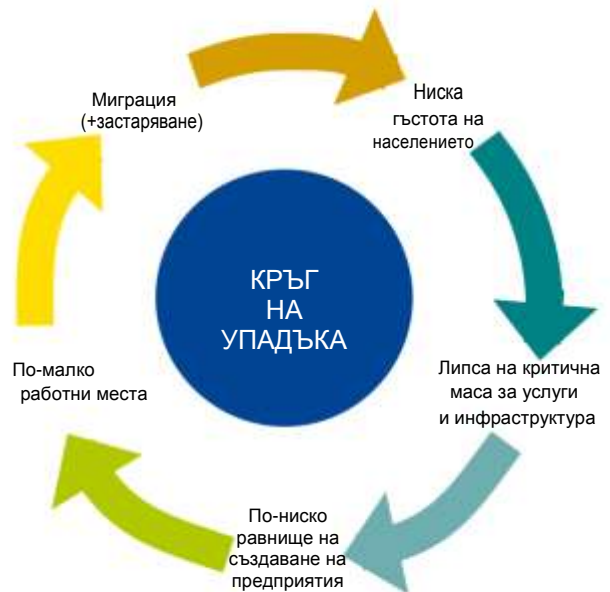 Миграция
(+застаряване)
Ниска
гъстота на
населението
КРЪГ
НА
УПАДЪКА
Липса на критична
маса за услуги
и инфраструктура
По-ниско
равнище на
създаване на
предприятия
По-малко
работни места